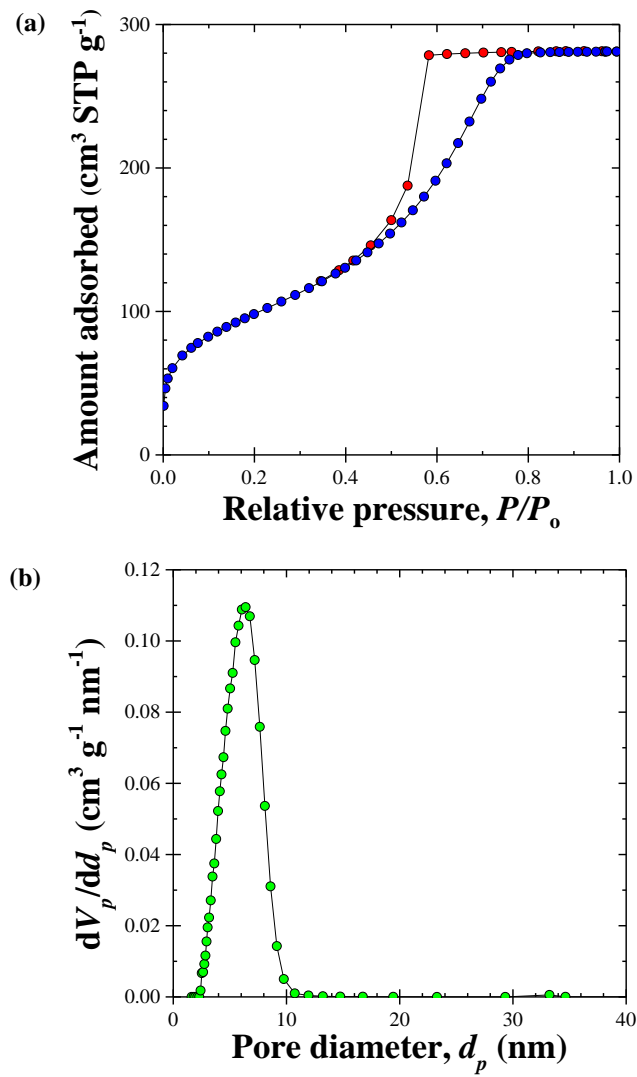 (a)
300
200
100
0
Amount adsorbed (cm³ STP g⁻¹)
0.0 0.2 0.4 0.6 0.8 1.0
Relative pressure, P/Pₒ
(b)
0.12
0.10
0.08
0.06
0.04
0.02
0.00
dVₚ/ddₚ (cm³ g⁻¹ nm⁻¹)
0 10 20 30 40
Pore diameter, dₚ (nm)